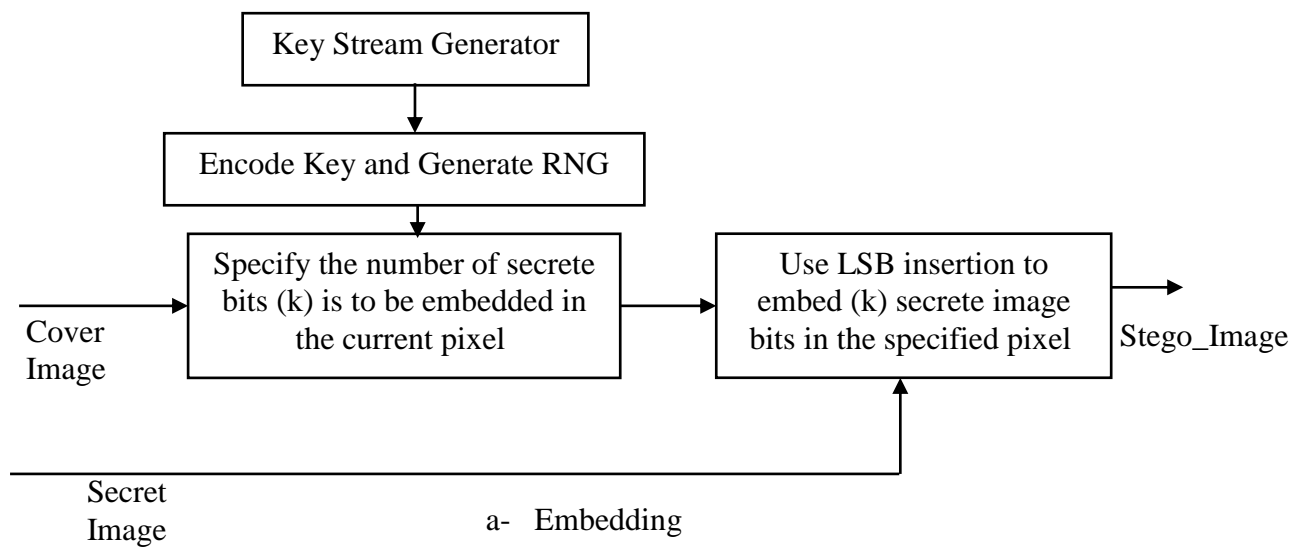 Key Stream Generator
Encode Key and Generate RNG
Specify the number of secrete
bits (k) is to be embedded in
the current pixel
Use LSB insertion to
embed (k) secrete image
bits in the specified pixel
Cover
Image
Stego_Image
Secret
Image
a- Embedding